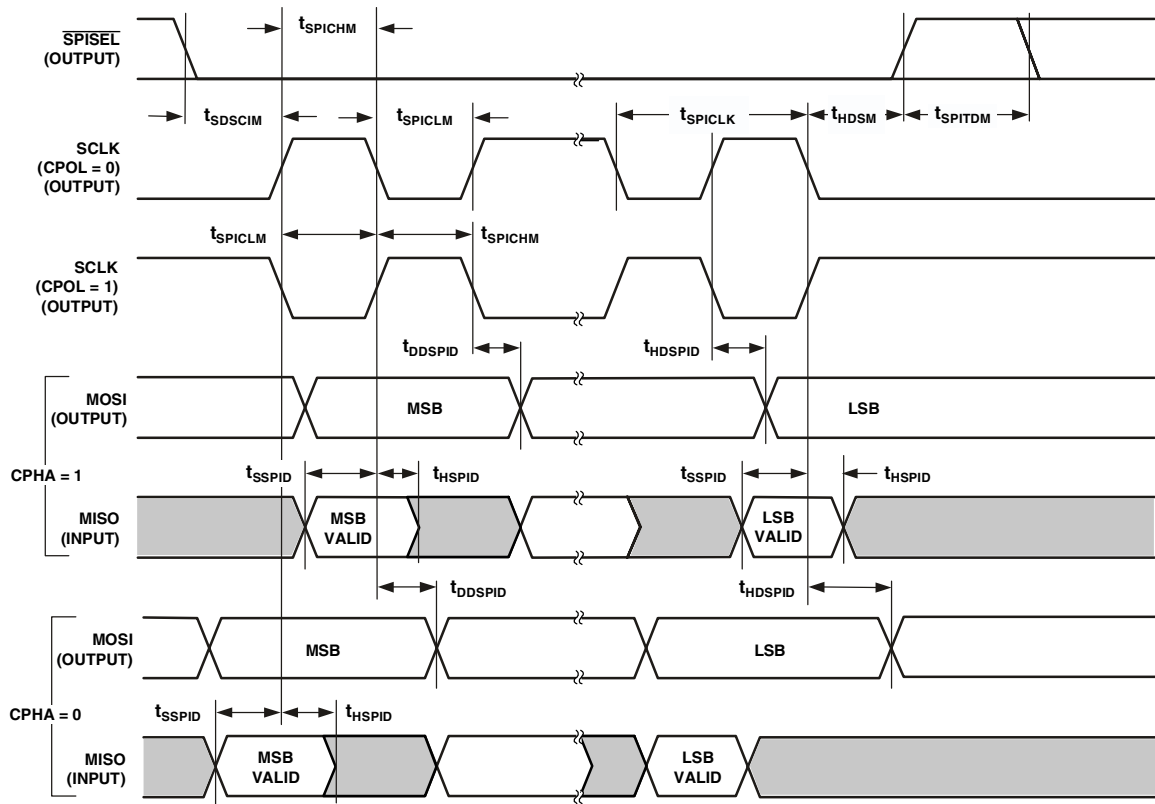 tSPICHM
SPISEL
(OUTPUT)
tSDSCIM
tSPICLM
tSPICLK
tHDSM
tSPITDM
SCLK
(CPOL = 0)
(OUTPUT)
tSPICLM
tSPICHM
SCLK
(CPOL = 1)
(OUTPUT)
tDDSPID
tHDSPID
MOSI
(OUTPUT)
MSB
LSB
CPHA = 1
tSSPID
tHSPID
tSSPID
tHSPID
MISO
(INPUT)
MSB
VALID
LSB
VALID
tDDSPID
tHDSPID
MOSI
(OUTPUT)
MSB
LSB
CPHA = 0
tSSPID
tHSPID
MISO
(INPUT)
MSB
VALID
LSB
VALID